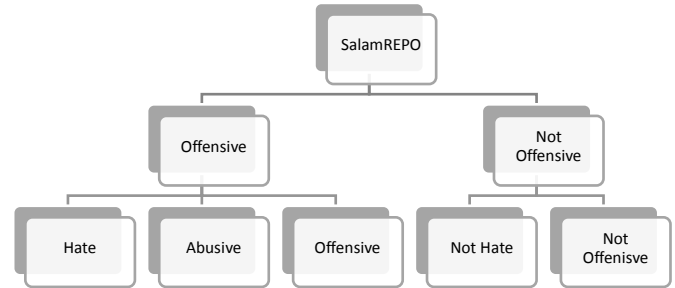 SalamREPO
Offensive
Not
Offensive
Hate
Abusive
Offensive
Not Hate
Not
Offenisve